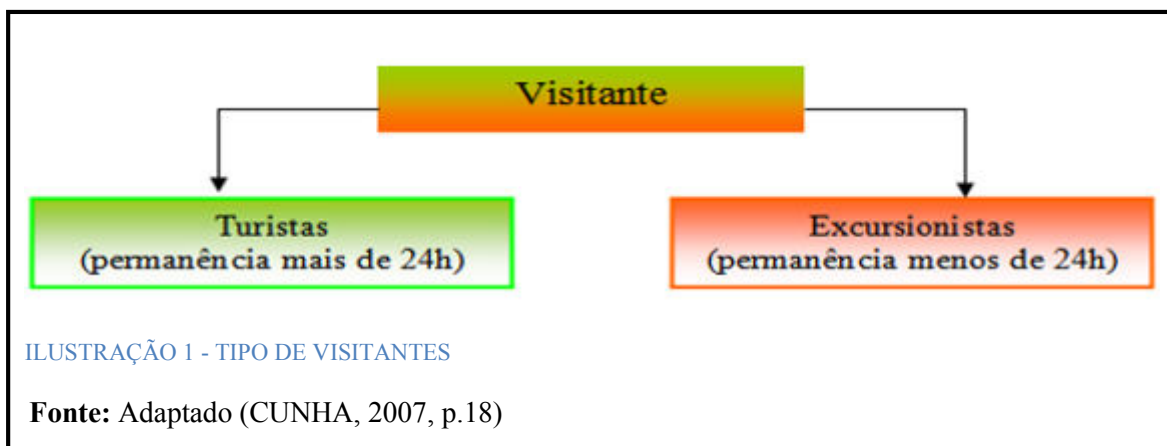 Visitante
Turistas
(permanência mais de 24h)
Excursionistas
(permanência menos de 24h)
ILUSTRAÇÃO 1 - TIPO DE VISITANTES
Fonte: Adaptado (CUNHA, 2007, p.18)